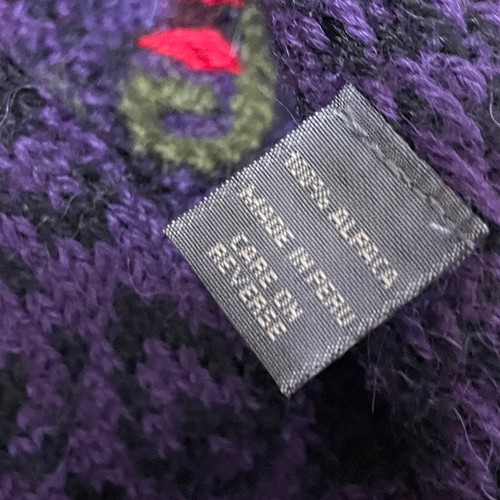 100% ALPACA
MADE IN PERU
CARE ON
REVERSE